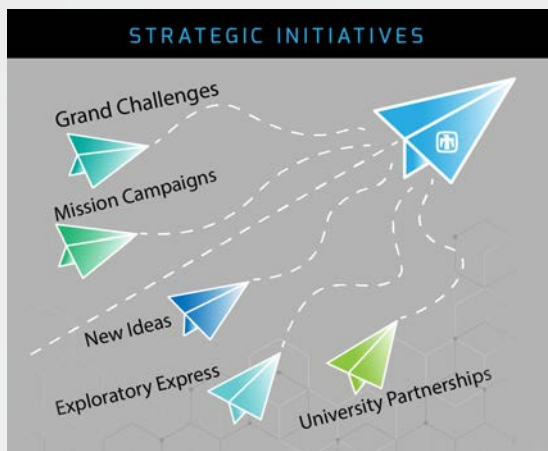 STRATEGIC INITIATIVES
Grand Challenges
Mission Campaigns
New Ideas
Exploratory Express
University Partnerships